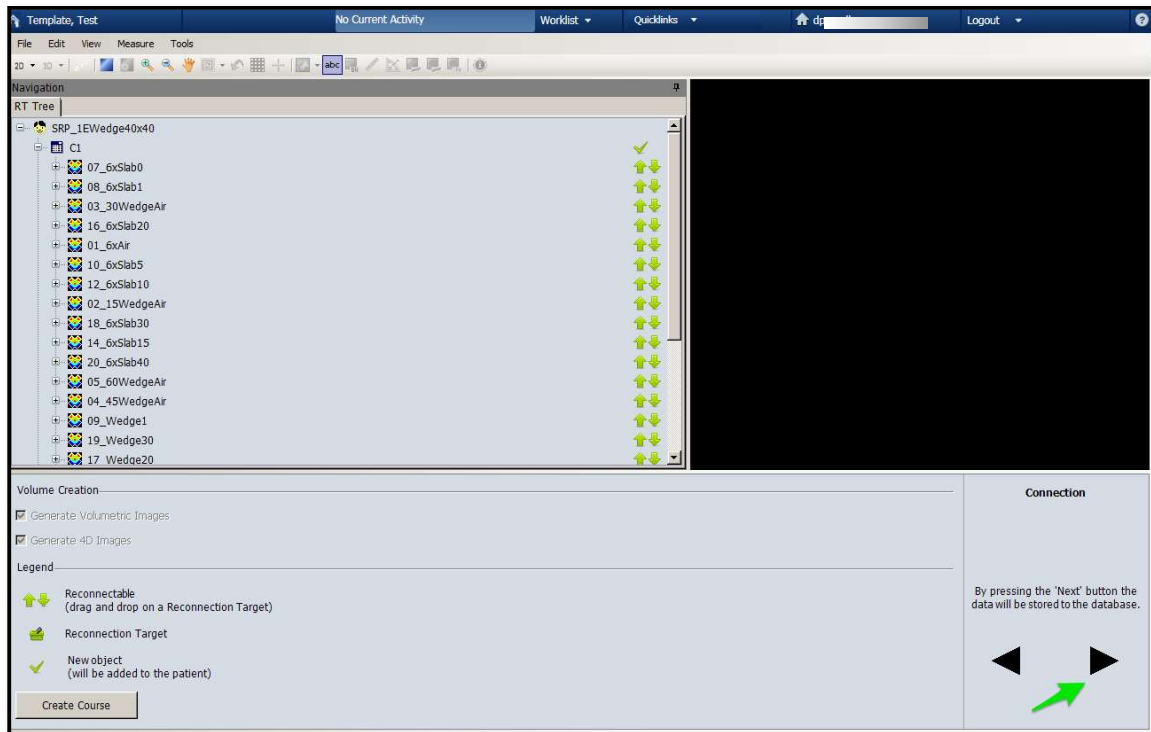 Template, Test No Current Activity Worklist Quicklinks Logout
File Edit View Measure Tools
2D 3D abc
Navigation
RT Tree
SRP_1EWedge40x40
C1
07_6xSlab0
08_6xSlab1
03_30WedgeAir
16_6xSlab20
01_6xAir
10_6xSlab5
12_6xSlab10
02_15WedgeAir
18_6xSlab30
14_6xSlab15
20_6xSlab40
05_60WedgeAir
04_45WedgeAir
09_Wedge1
19_Wedge30
17_Wedge20
Volume Creation
Generate Volumetric Images
Generate 4D Images
Legend
Reconnectable
(drag and drop on a Reconnection Target)
Reconnection Target
New object
(will be added to the patient)
Create Course
Connection
By pressing the 'Next' button the
data will be stored to the database.